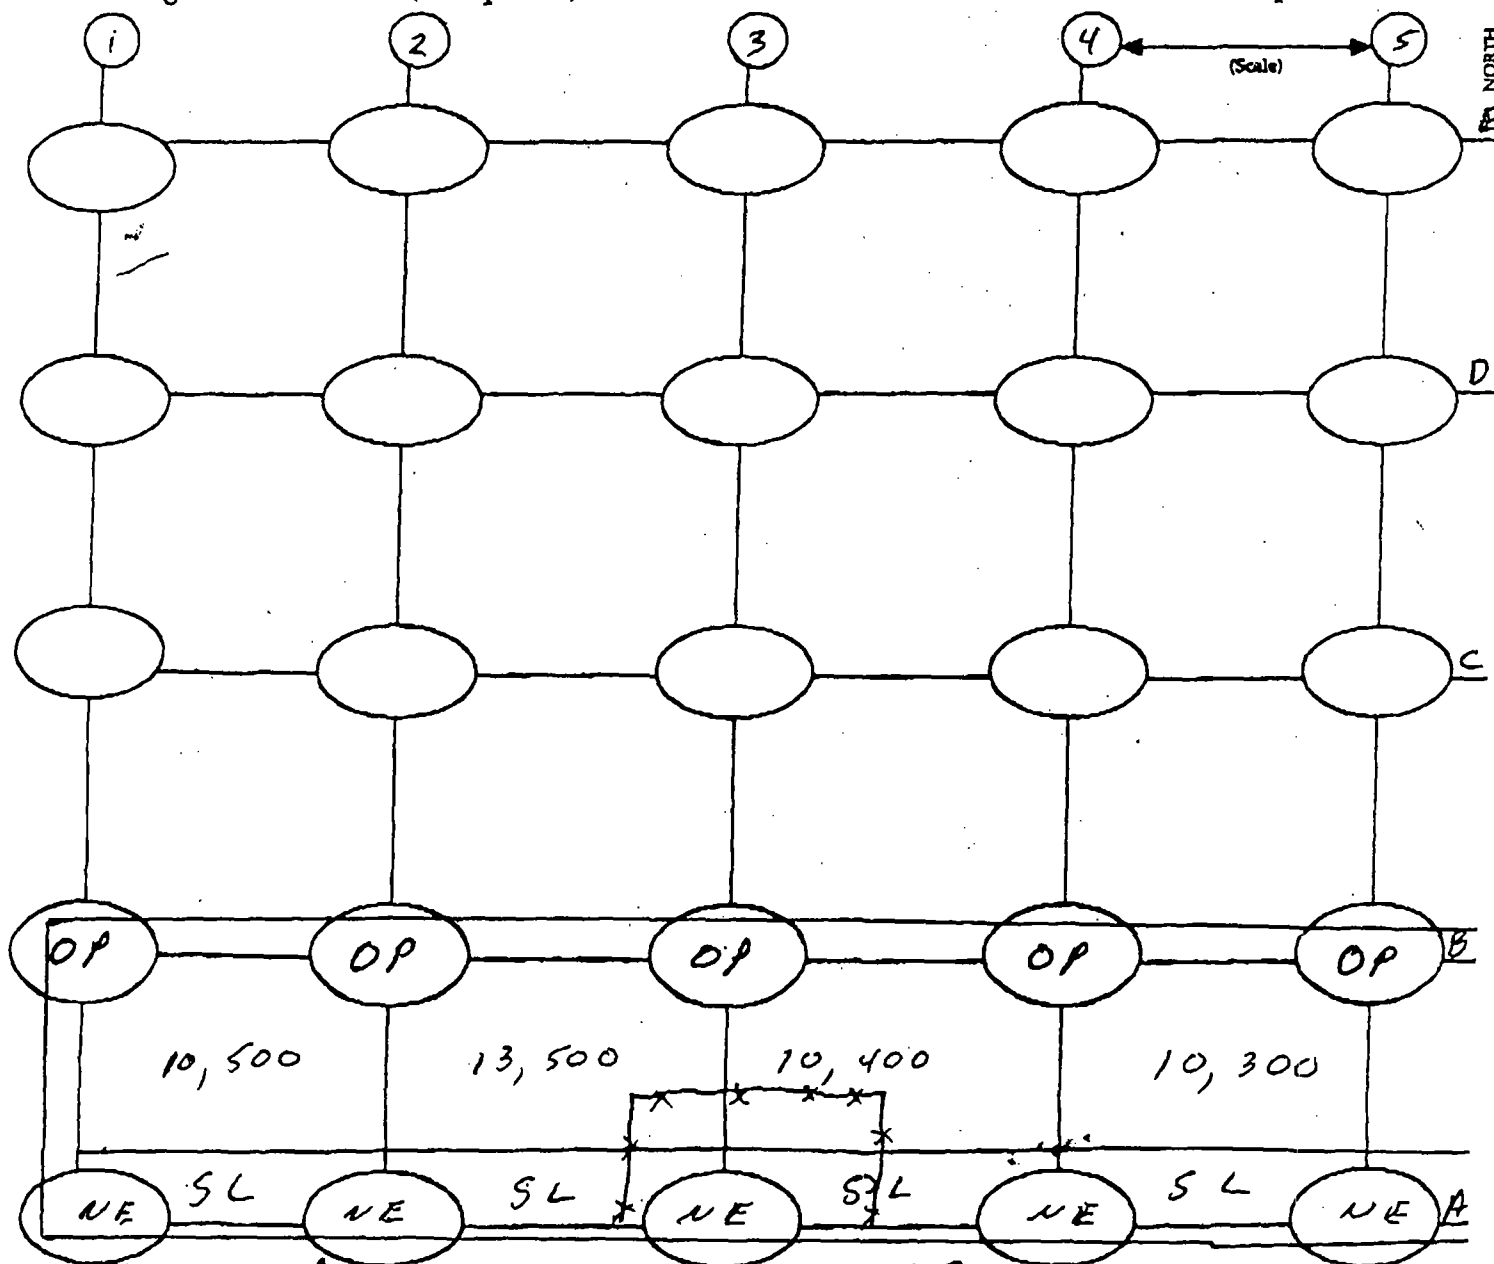 1 2 3 4 5
(Scale)
NORTH
D
C
OP OP OP OP OP B
10,500 13,500 10,400 10,300
SL SL SL SL
NE NE NE NE NE A